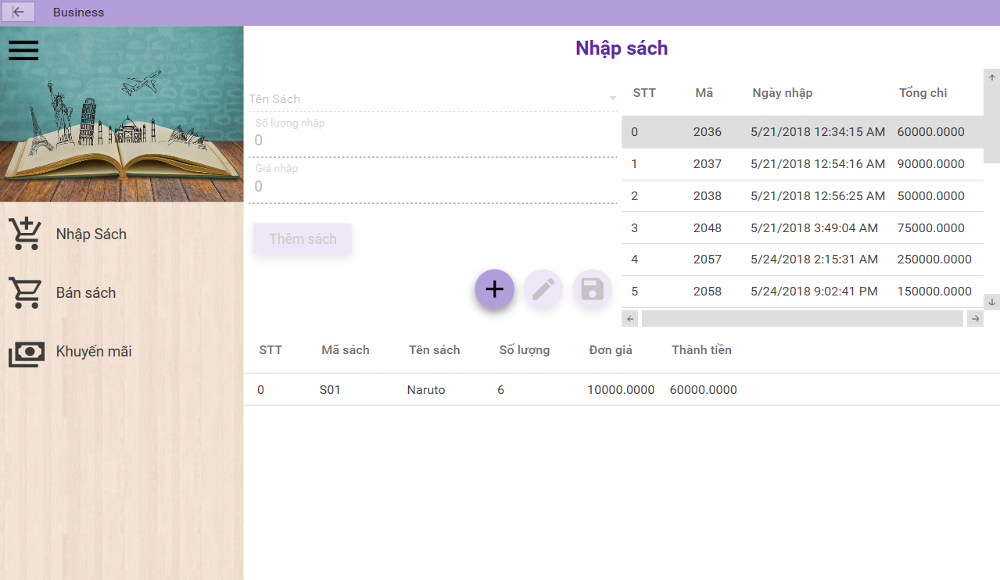 Business
Nhập sách
Nhập Sách
Bán sách
Khuyến mãi
Tên Sách
Số lượng nhập
0
Giá nhập
0
Thêm sách
STT Mã Ngày nhập Tổng chi
0 2036 5/21/2018 12:34:15 AM 60000.0000
1 2037 5/21/2018 12:54:16 AM 90000.0000
2 2038 5/21/2018 12:56:25 AM 50000.0000
3 2048 5/21/2018 3:49:04 AM 75000.0000
4 2057 5/24/2018 2:15:31 AM 250000.0000
5 2058 5/24/2018 9:02:41 PM 150000.0000
STT Mã sách Tên sách Số lượng Đơn giá Thành tiền
0 S01 Naruto 6 10000.0000 60000.0000